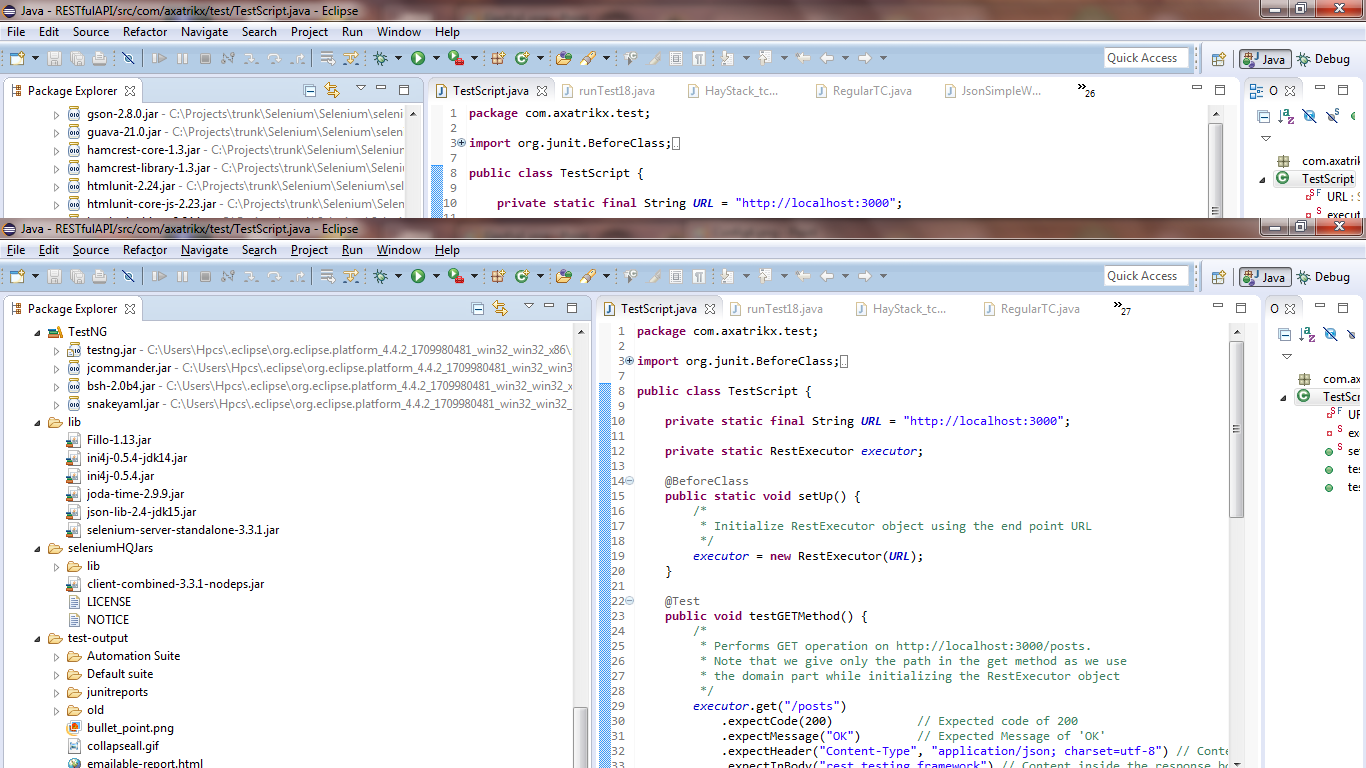 Java - RESTfulAPI/src/com/axatrikx/test/TestScript.java - Eclipse
File Edit Source Refactor Navigate Search Project Run Window Help
Quick Access Java Debug
Package Explorer
gson-2.8.0.jar - C:\Projects\trunk\Selenium\Selenium\seleni
guava-21.0.jar - C:\Projects\trunk\Selenium\Selenium\seleni
hamcrest-core-1.3.jar - C:\Projects\trunk\Selenium\Seleniun
hamcrest-library-1.3.jar - C:\Projects\trunk\Selenium\Seleni
htmlunit-2.24.jar - C:\Projects\trunk\Selenium\Selenium\sel
htmlunit-core-js-2.23.jar - C:\Projects\trunk\Selenium\Selen
TestScript.java runTest18.java HayStack_tc... RegularTC.java JsonSimpleW... »26
1 package com.axatrikx.test;
2
3 import org.junit.BeforeClass;
7
8 public class TestScript {
9
10 private static final String URL = "http://localhost:3000";
11
O
com.axatrik
TestScript
URL : S
execut
Java - RESTfulAPI/src/com/axatrikx/test/TestScript.java - Eclipse
File Edit Source Refactor Navigate Search Project Run Window Help
Quick Access Java Debug
Package Explorer
TestNG
testng.jar - C:\Users\Hpcs\.eclipse\org.eclipse.platform_4.4.2_1709980481_win32_win32_x86\
jcommander.jar - C:\Users\Hpcs\.eclipse\org.eclipse.platform_4.4.2_1709980481_win32_win32_
bsh-2.0b4.jar - C:\Users\Hpcs\.eclipse\org.eclipse.platform_4.4.2_1709980481_win32_win32_x
snakeyaml.jar - C:\Users\Hpcs\.eclipse\org.eclipse.platform_4.4.2_1709980481_win32_win32_
lib
Fillo-1.13.jar
ini4j-0.5.4-jdk14.jar
ini4j-0.5.4.jar
joda-time-2.9.9.jar
json-lib-2.4-jdk15.jar
selenium-server-standalone-3.3.1.jar
seleniumHQJars
lib
client-combined-3.3.1-nodeps.jar
LICENSE
NOTICE
test-output
Automation Suite
Default suite
junitreports
old
bullet_point.png
collapseall.gif
emailable-report.html
TestScript.java runTest18.java HayStack_tc... RegularTC.java »27
1 package com.axatrikx.test;
2
3 import org.junit.BeforeClass;
7
8 public class TestScript {
9
10 private static final String URL = "http://localhost:3000";
11
12 private static RestExecutor executor;
13
14 @BeforeClass
15 public static void setUp() {
16 /*
17 * Initialize RestExecutor object using the end point URL
18 */
19 executor = new RestExecutor(URL);
20 }
21
22 @Test
23 public void testGETMethod() {
24 /*
25 * Performs GET operation on http://localhost:3000/posts.
26 * Note that we give only the path in the get method as we use
27 * the domain part while initializing the RestExecutor object
28 */
29 executor.get("/posts")
30 .expectCode(200) // Expected code of 200
31 .expectMessage("OK") // Expected Message of 'OK'
32 .expectHeader("Content-Type", "application/json; charset=utf-8") // Conte
33 .expectInBody("rest testing framework") // Content inside the response bo
O
com.ax
TestScr
UR
ex
se
tes
tes